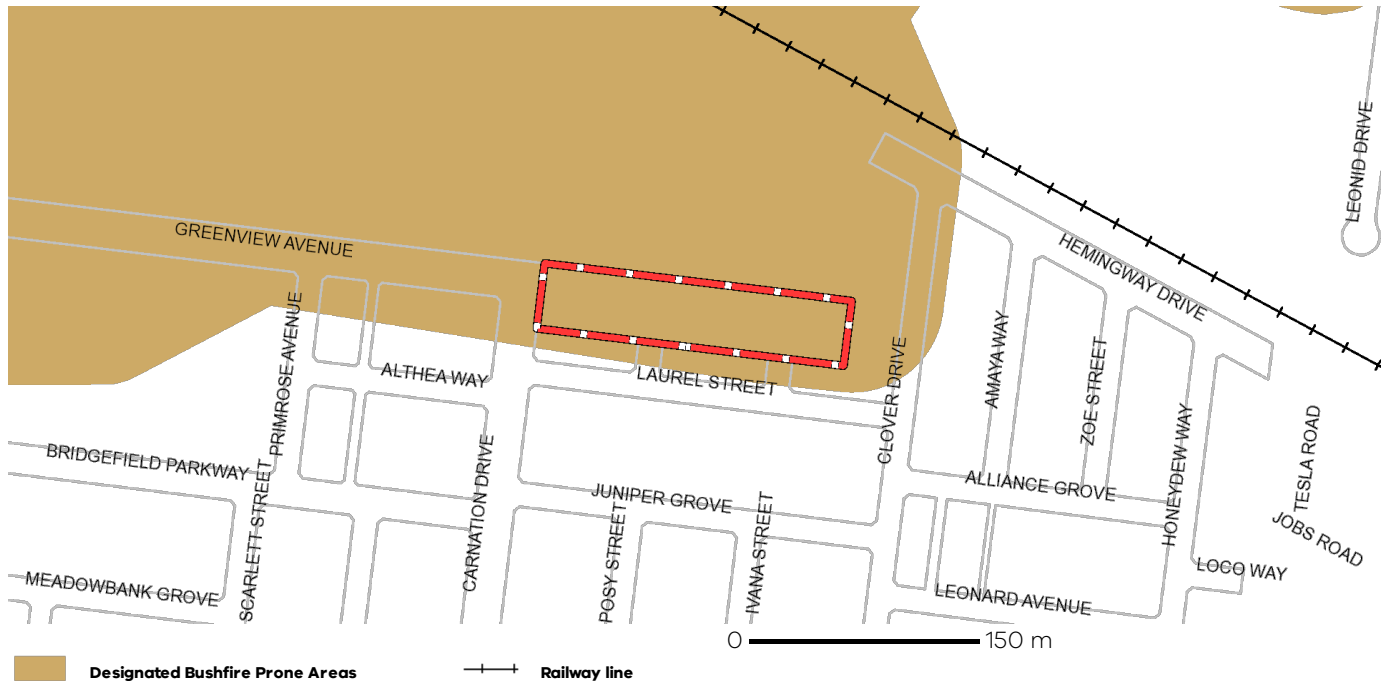 LEONID DRIVE
GREENVIEW AVENUE
HEMINGWAY DRIVE
PRIMROSE AVENUE
AMAYA WAY
ZOE STREET
ALTHEA WAY
LAUREL STREET
CLOVER DRIVE
HONEYDEW WAY
TESLA ROAD
BRIDGEFIELD PARKWAY
SCARLETT STREET
CARNATION DRIVE
JUNIPER GROVE
ALLIANCE GROVE
POSY STREET
IVANA STREET
JOBS ROAD
LOCO WAY
MEADOWBANK GROVE
LEONARD AVENUE
0 150 m
Designated Bushfire Prone Areas
Railway line